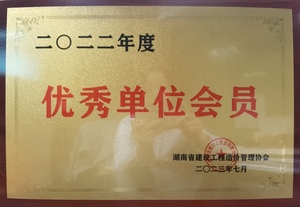 二〇二二年度
优秀单位会员
湖南省建设工程造价管理协会
二〇二三年七月